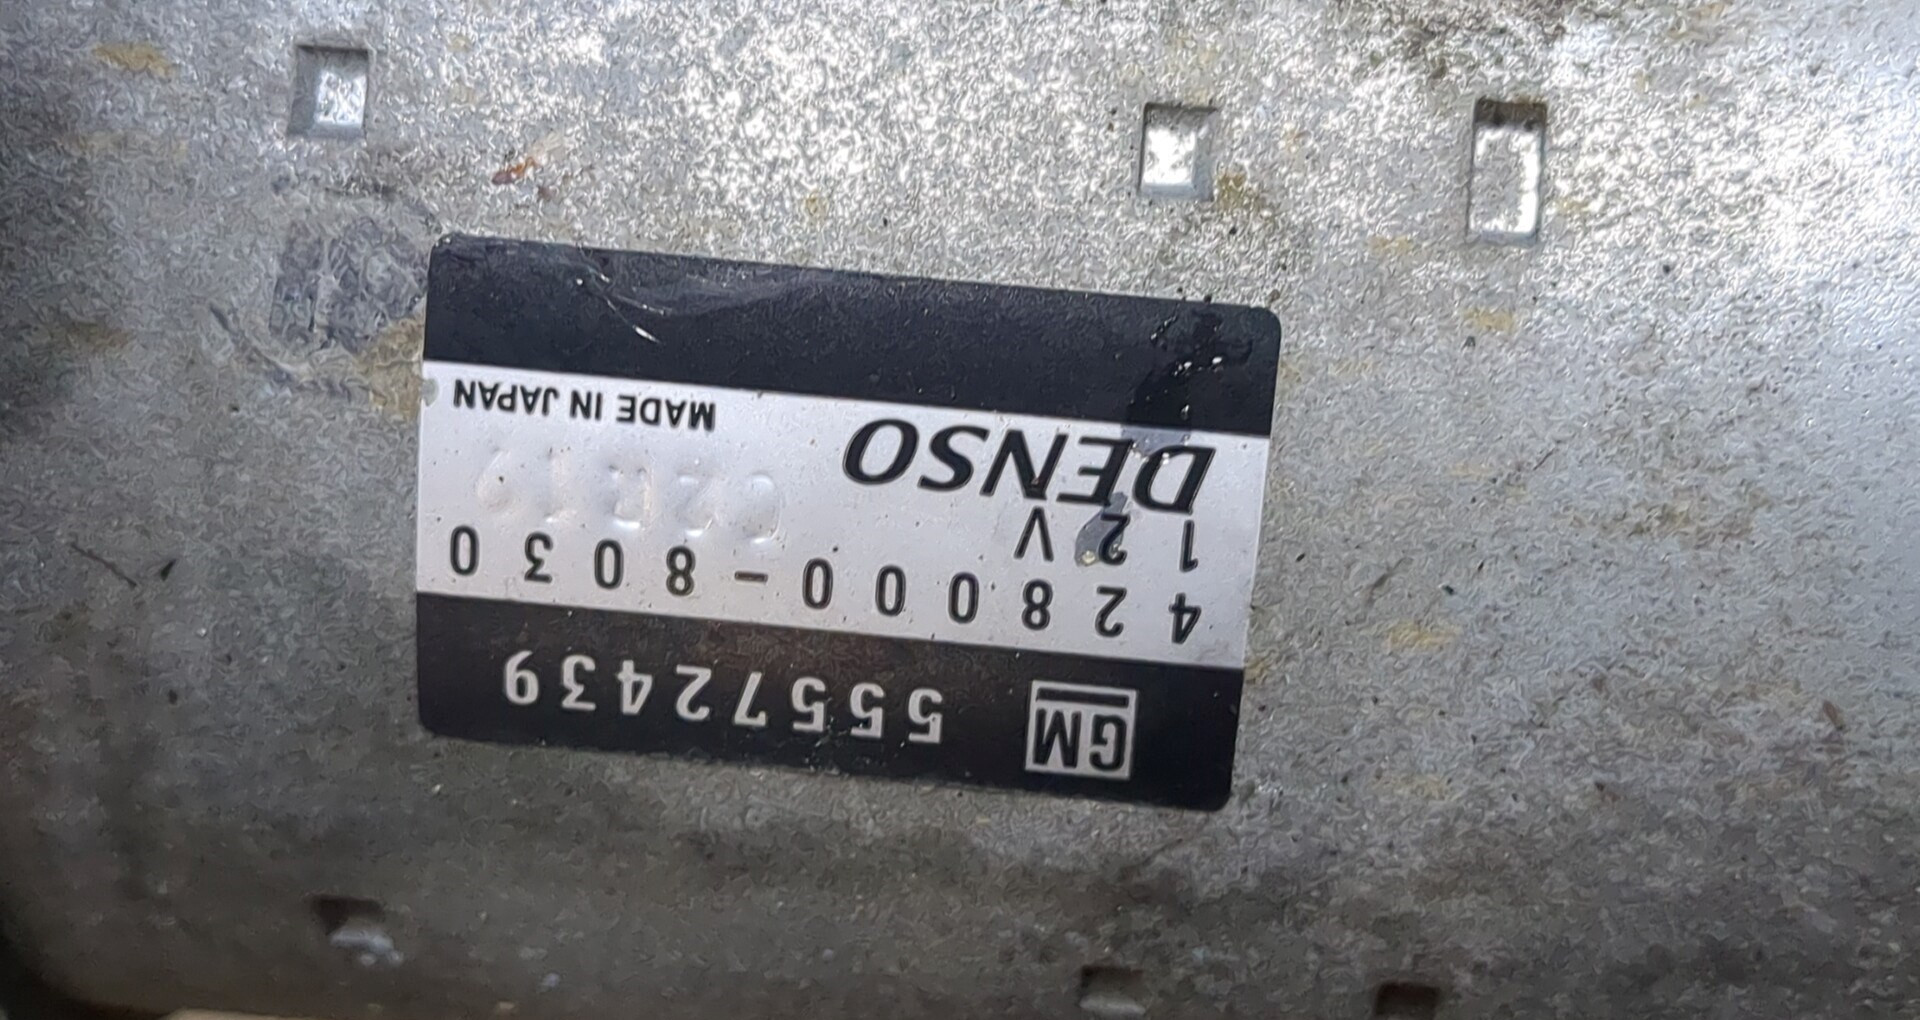 GM 55572439
428000-8030
12V
DENSO MADE IN JAPAN